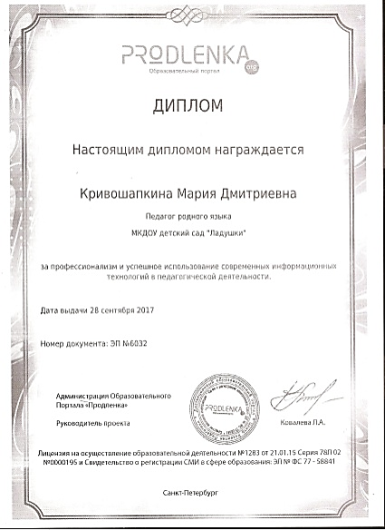 PRODLENKA
.org
Образовательный портал
ДИПЛОМ
Настоящим дипломом награждается
Кривошапкина Мария Дмитриевна
Педагог родного языка
МКДОУ детский сад "Ладушки"
за профессионализм и успешное использование современных информационных
технологий в педагогической деятельности.
Дата выдачи 28 сентября 2017
Номер документа: ЭП №6032
Администрация Образовательного
Портала «Продленка»
Руководитель проекта
PRODLENKA
Ковалева Л.А.
Лицензия на осуществление образовательной деятельности №1283 от 21.01.15 Серия 78Л02
№0000195 и Свидетельство о регистрации СМИ в сфере образования: ЭЛ № ФС 77 - 58841
Санкт-Петербург